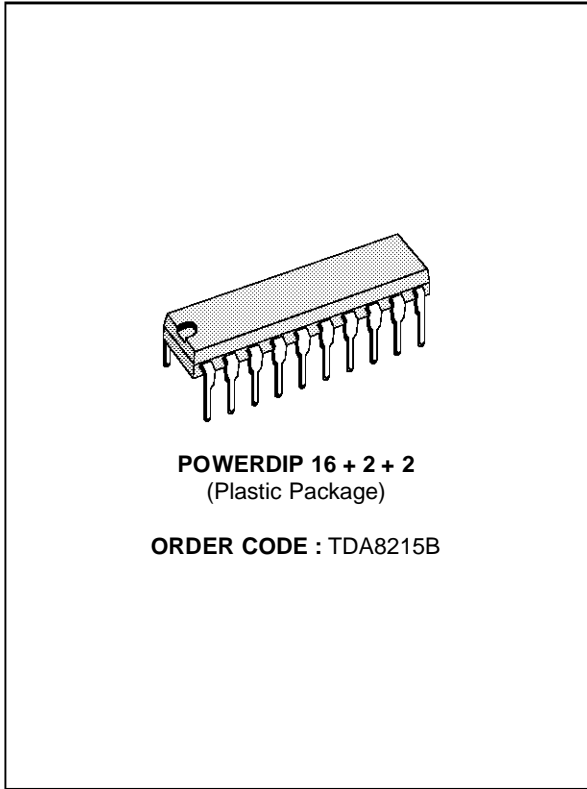 POWERDIP 16 + 2 + 2
(Plastic Package)
ORDER CODE : TDA8215B